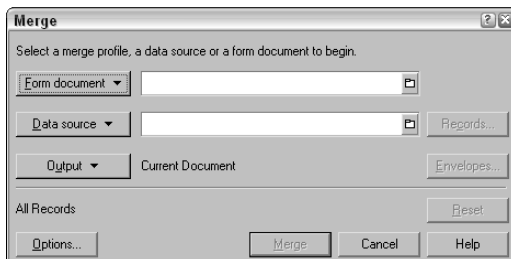 Merge
Select a merge profile, a data source or a form document to begin.
Form document
Data source Records...
Output Current Document Envelopes...
All Records Reset
Options... Merge Cancel Help